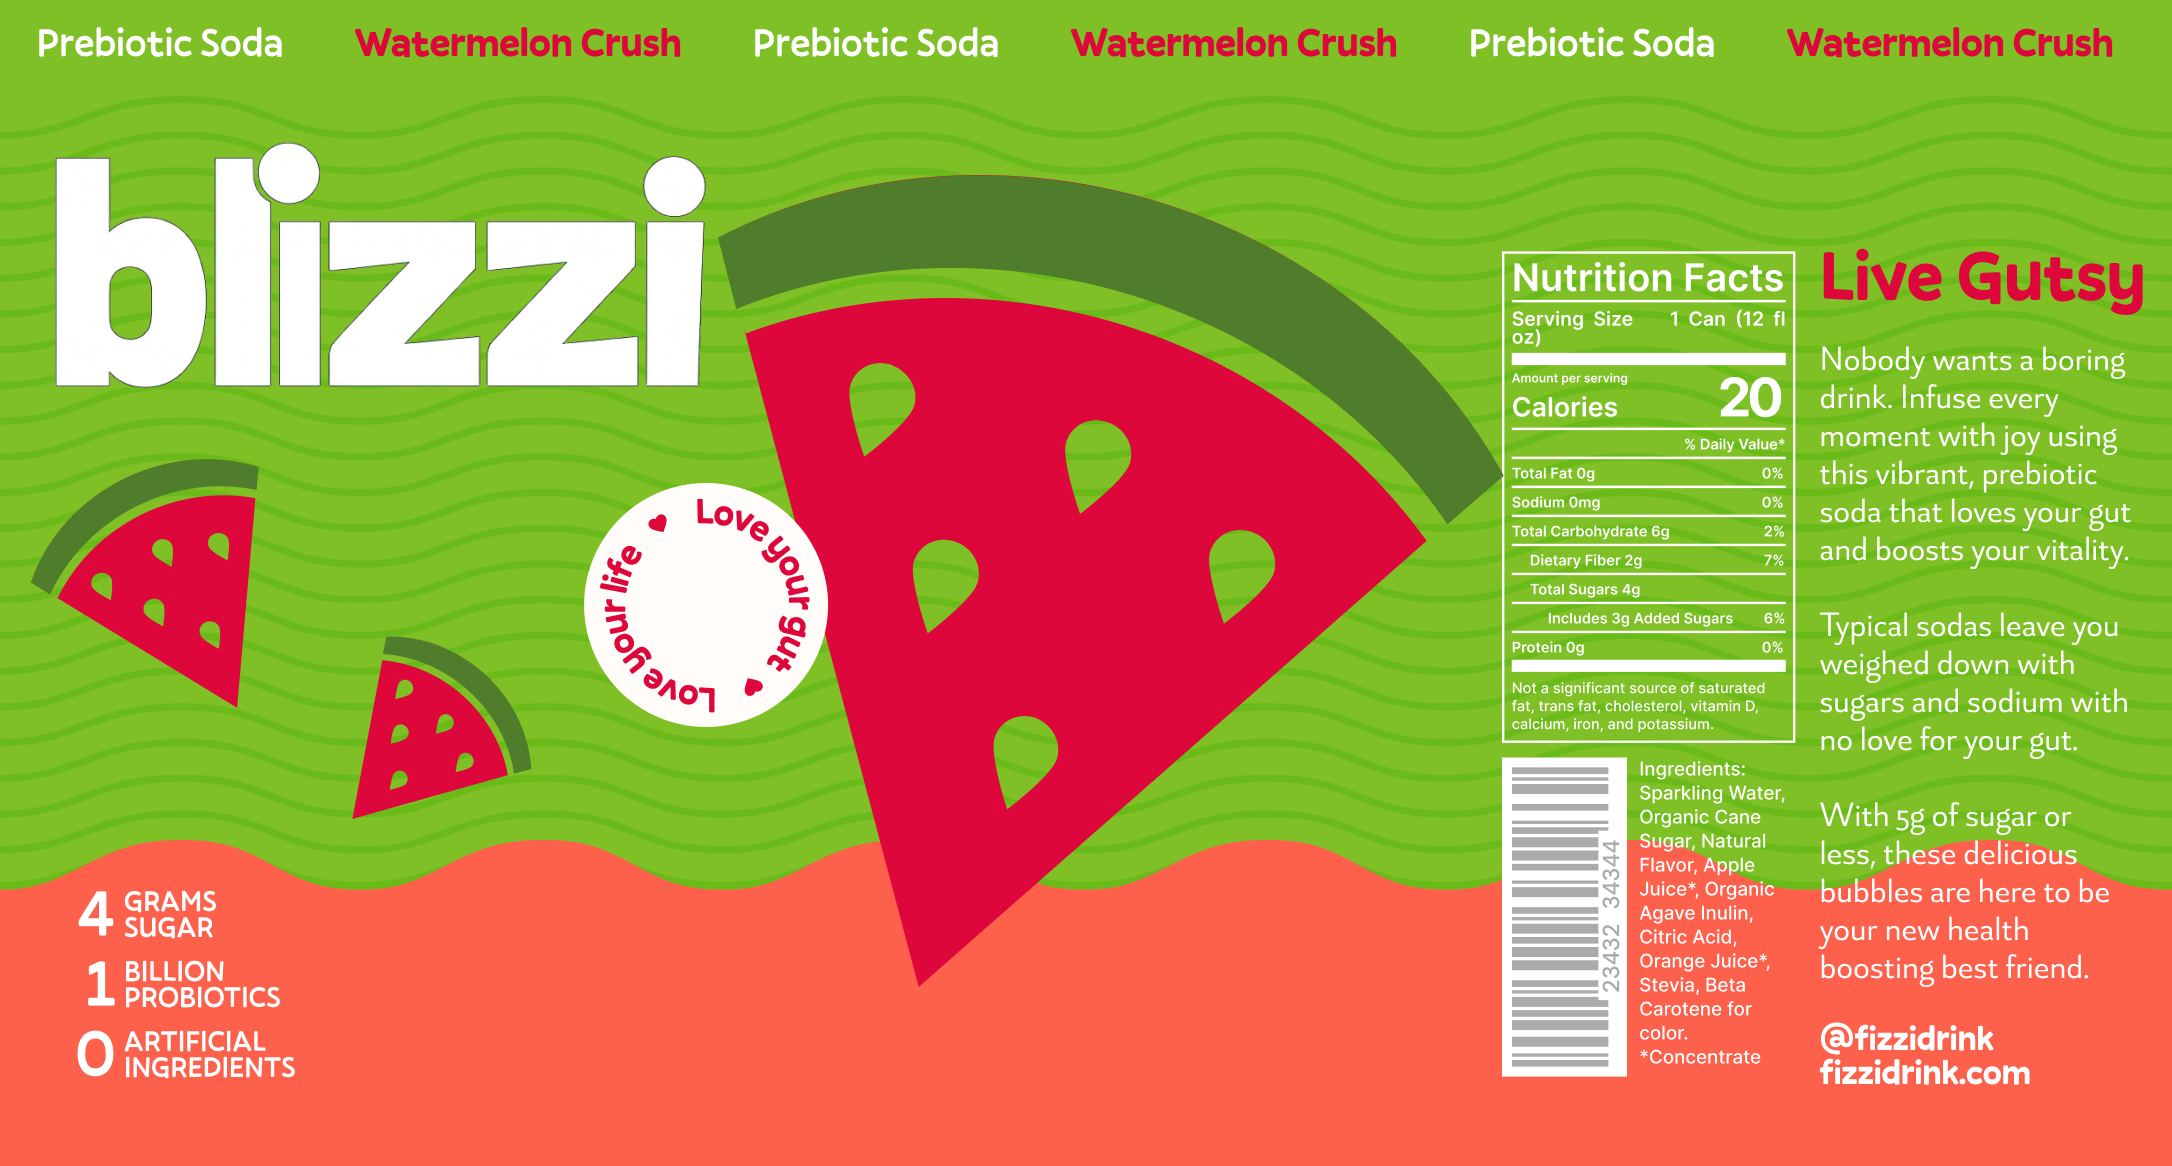 Prebiotic Soda Watermelon Crush Prebiotic Soda Watermelon Crush Prebiotic Soda Watermelon Crush
blizzi
Love your gut ♥ Love your life ♥
4 GRAMS
SUGAR
1 BILLION
PROBIOTICS
0 ARTIFICIAL
INGREDIENTS
Nutrition Facts
Serving Size 1 Can (12 fl
oz)
Amount per serving
Calories 20
% Daily Value*
Total Fat 0g 0%
Sodium 0mg 0%
Total Carbohydrate 6g 2%
Dietary Fiber 2g 7%
Total Sugars 4g
Includes 3g Added Sugars 6%
Protein 0g 0%
Not a significant source of saturated
fat, trans fat, cholesterol, vitamin D,
calcium, iron, and potassium.
23432 34344
Ingredients:
Sparkling Water,
Organic Cane
Sugar, Natural
Flavor, Apple
Juice*, Organic
Agave Inulin,
Citric Acid,
Orange Juice*,
Stevia, Beta
Carotene for
color.
*Concentrate
Live Gutsy
Nobody wants a boring
drink. Infuse every
moment with joy using
this vibrant, prebiotic
soda that loves your gut
and boosts your vitality.
Typical sodas leave you
weighed down with
sugars and sodium with
no love for your gut.
With 5g of sugar or
less, these delicious
bubbles are here to be
your new health
boosting best friend.
@fizzidrink
fizzidrink.com